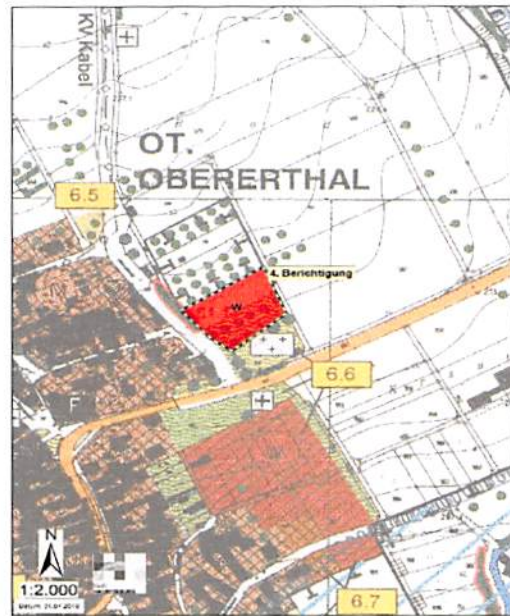 KV Kabel
OT.
OBERERTHAL
6.5
4. Berichtigung
W
6.6
F
W
N
1:2.000
6.7